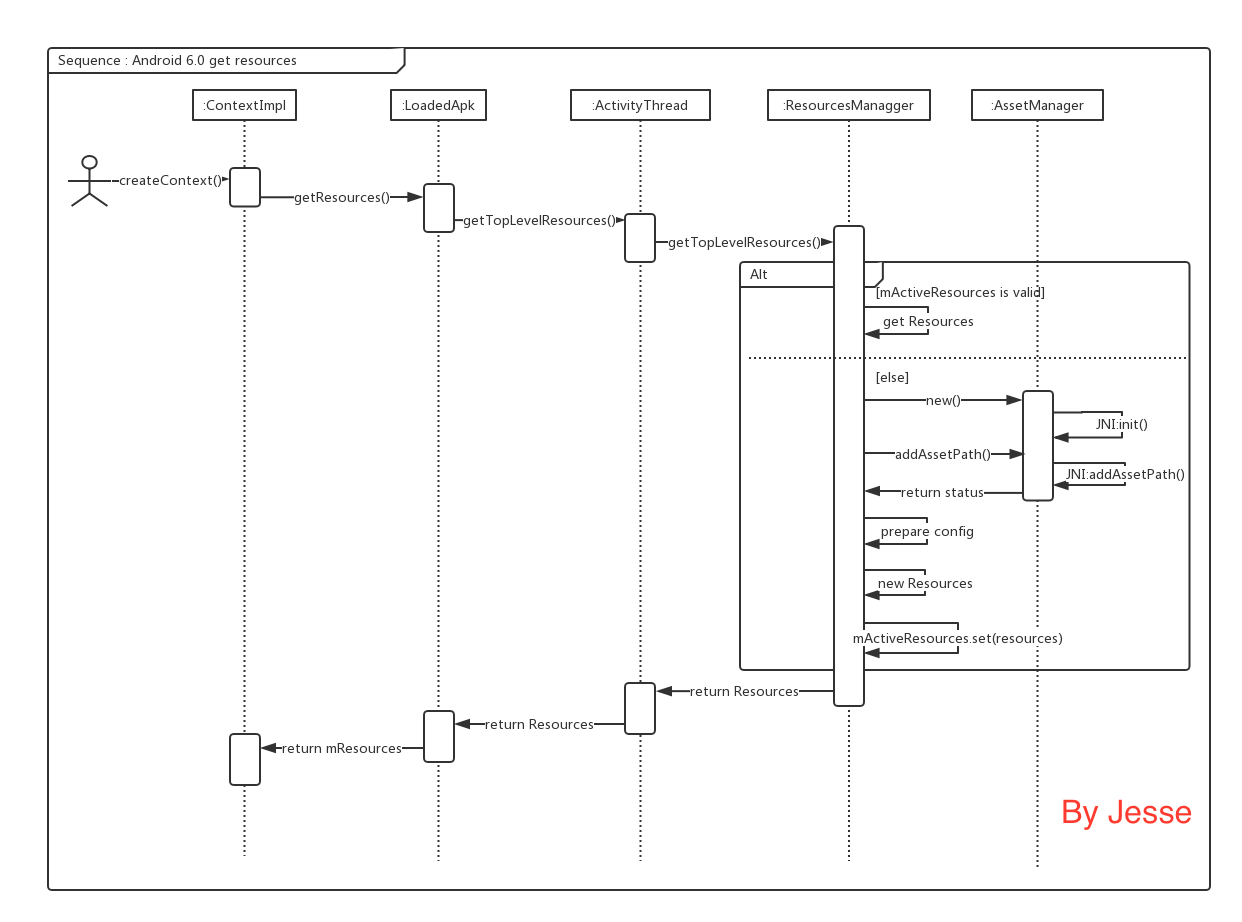 Sequence : Android 6.0 get resources
:ContextImpl
:LoadedApk
:ActivityThread
:ResourcesManagger
:AssetManager
createContext()
getResources()
getTopLevelResources()
getTopLevelResources()
Alt
[mActiveResources is valid]
get Resources
[else]
new()
JNI:init()
addAssetPath()
JNI:addAssetPath()
return status
prepare config
new Resources
mActiveResources.set(resources)
return Resources
return Resources
return mResources
By Jesse